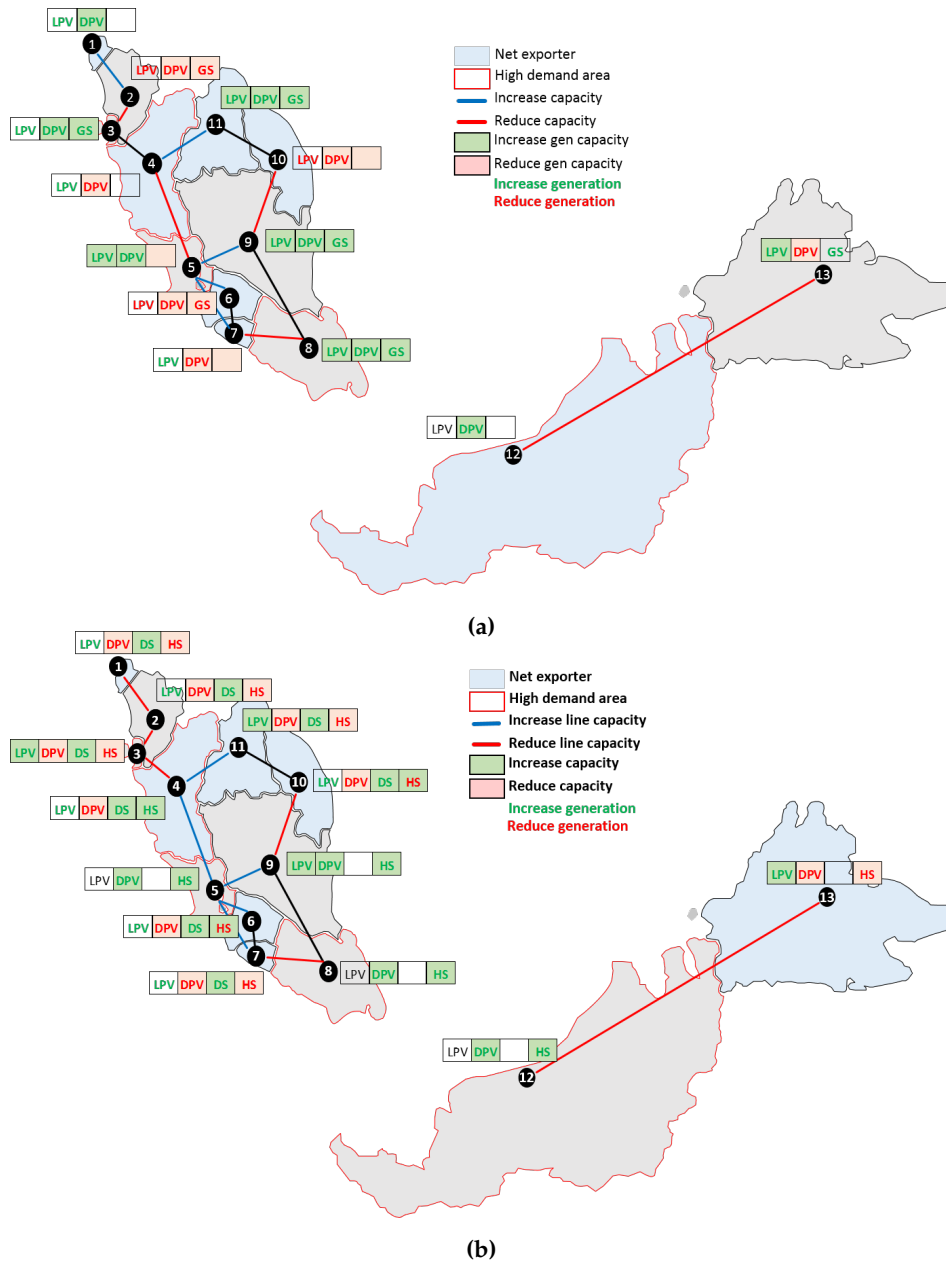 LPV DPV
1
LPV DPV GS
2
LPV DPV GS
3
LPV DPV GS
11
4
10
LPV DPV
LPV DPV
9
LPV DPV GS
LPV DPV
5
6
LPV DPV GS
7
8
LPV DPV GS
LPV DPV
Net exporter
High demand area
Increase capacity
Reduce capacity
Increase gen capacity
Reduce gen capacity
Increase generation
Reduce generation
LPV DPV GS
13
LPV DPV
12
(a)
LPV DPV DS HS
1
LPV DPV DS HS
2
LPV DPV DS HS
LPV DPV DS HS
3
11
4
10
LPV DPV DS HS
LPV DPV DS HS
9
LPV DPV HS
LPV DPV HS
5
6
LPV DPV DS HS
7
8
LPV DPV HS
LPV DPV DS HS
Net exporter
High demand area
Increase line capacity
Reduce line capacity
Increase capacity
Reduce capacity
Increase generation
Reduce generation
LPV DPV HS
13
LPV DPV HS
12
(b)